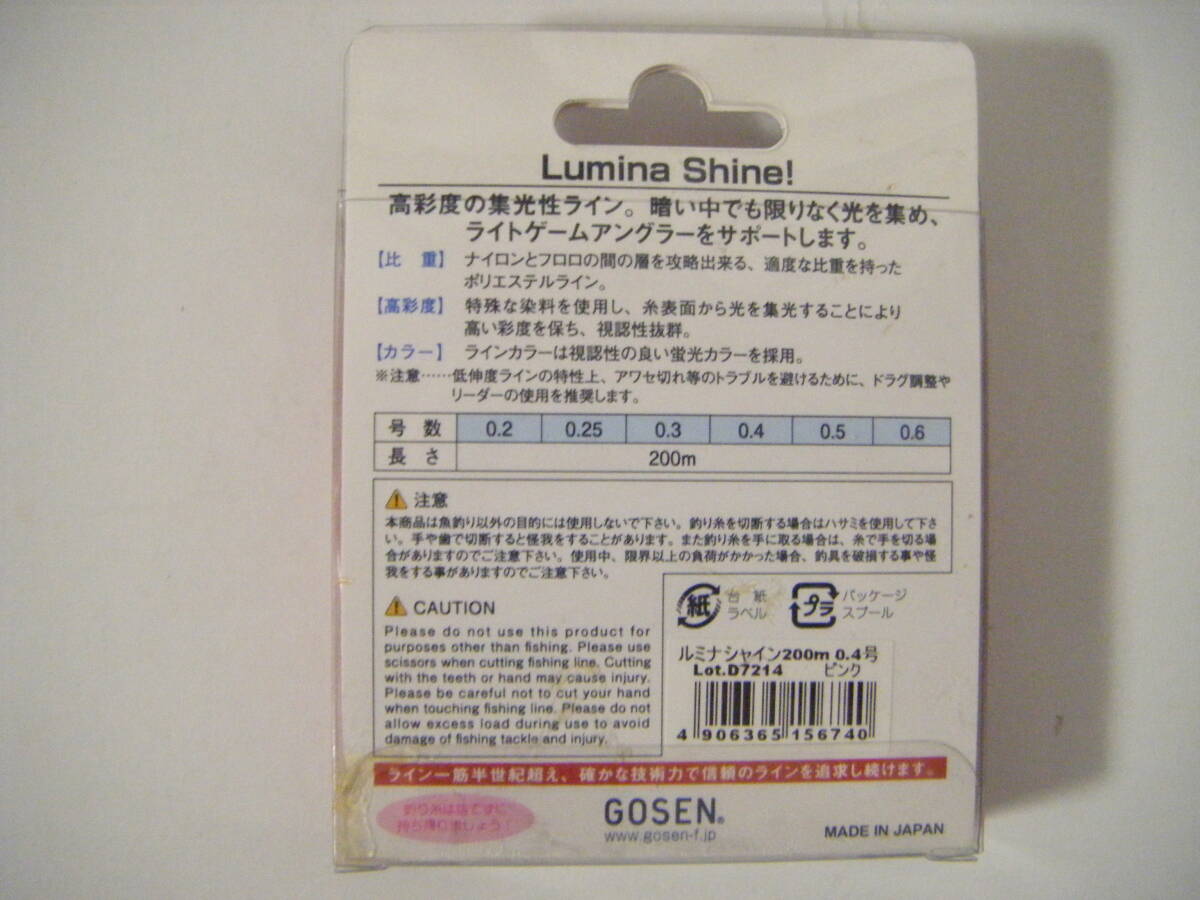 Lumina Shine!
高彩度の集光性ライン。暗い中でも限りなく光を集め、
ライトゲームアングラーをサポートします。
【比 重】 ナイロンとフロロの間の層を攻略出来る、適度な比重を持った
ポリエステルライン。
【高彩度】 特殊な染料を使用し、糸表面から光を集光することにより
高い彩度を保ち、視認性抜群。
【カラー】 ラインカラーは視認性の良い蛍光カラーを採用。
※注意……低伸度ラインの特性上、アワセ切れ等のトラブルを避けるために、ドラグ調整や
リーダーの使用を推奨します。
号 数 0.2 0.25 0.3 0.4 0.5 0.6
長 さ 200m
注意
本商品は魚釣り以外の目的には使用しないで下さい。釣り糸を切断する場合はハサミを使用して下さ
い。手や歯で切断すると怪我をすることがあります。また釣り糸を手に取る場合は、糸で手を切る場
合がありますのでご注意下さい。使用中、限界以上の負荷がかかった場合、釣具を破損する事や怪
我をする事がありますのでご注意下さい。
CAUTION
Please do not use this product for
purposes other than fishing. Please use
scissors when cutting fishing line. Cutting
with the teeth or hand may cause injury.
Please be careful not to cut your hand
when touching fishing line. Please do not
allow excess load during use to avoid
damage of fishing tackle and injury.
紙 台 紙
ラベル
プラ パッケージ
スプール
ルミナシャイン200m 0.4号
Lot.D7214 ピンク
4 906365 156740
ライン一筋半世紀超え、確かな技術力で信頼のラインを追求し続けます。
釣り糸は捨てずに
持ち帰りましょう!
GOSEN®
www.gosen-f.jp
MADE IN JAPAN